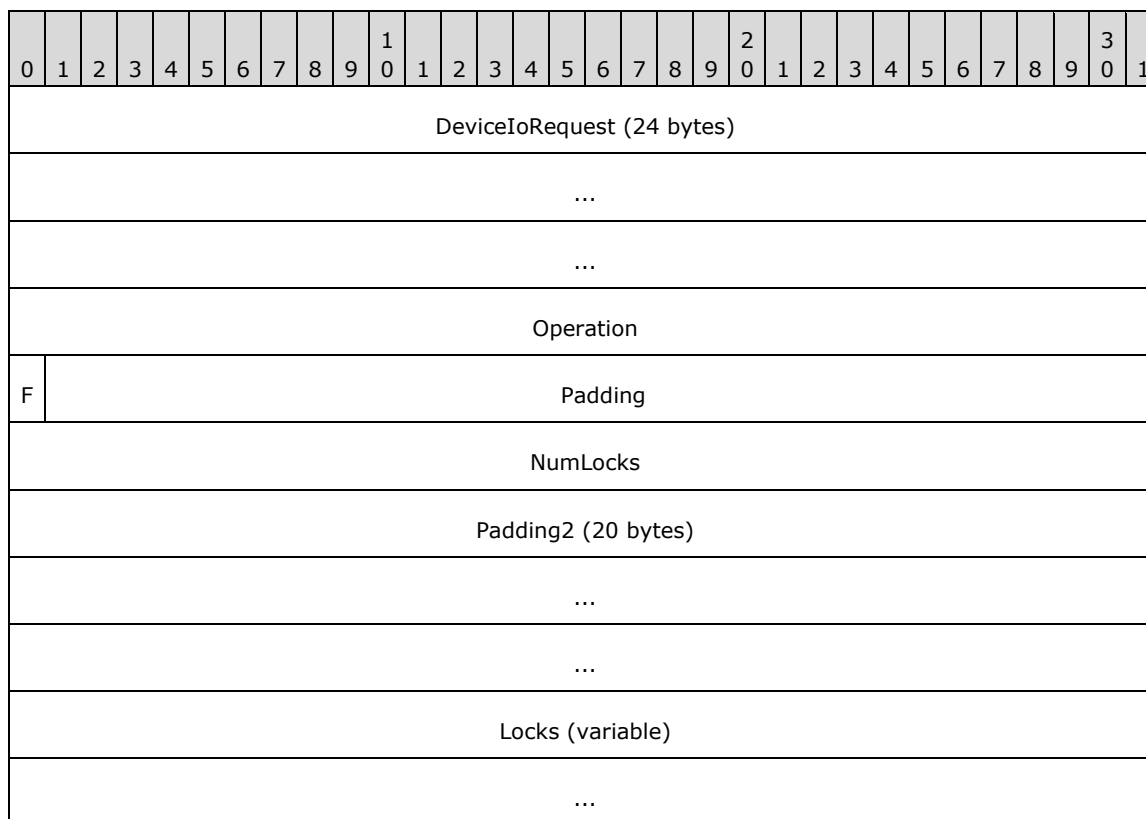 1 2 3
0 1 2 3 4 5 6 7 8 9 0 1 2 3 4 5 6 7 8 9 0 1 2 3 4 5 6 7 8 9 0 1
DeviceIoRequest (24 bytes)
...
...
Operation
F Padding
NumLocks
Padding2 (20 bytes)
...
...
Locks (variable)
...